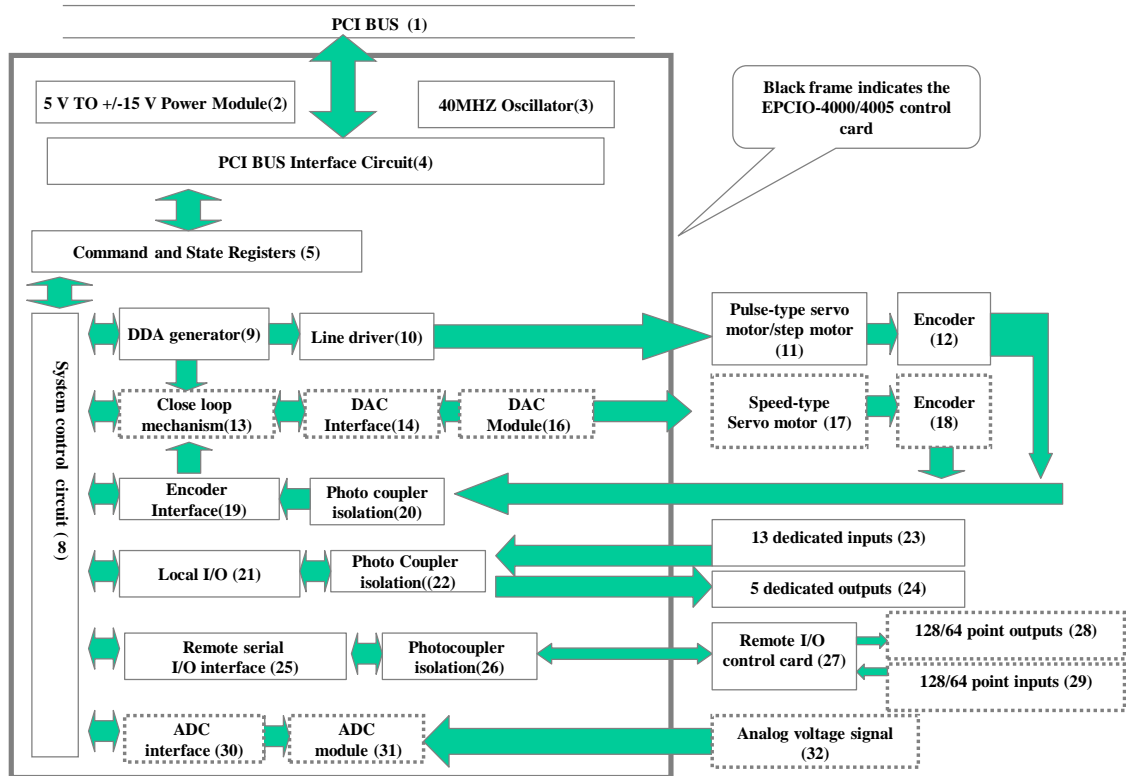 PCI BUS (1)
5 V TO +/-15 V Power Module(2)
40MHZ Oscillator(3)
Black frame indicates the
EPCIO-4000/4005 control
card
PCI BUS Interface Circuit(4)
Command and State Registers (5)
System control circuit (∞)
DDA generator(9)
Line driver(10)
Pulse-type servo
motor/step motor
(11)
Encoder
(12)
Close loop
mechanism(13)
DAC
Interface(14)
DAC
Module(16)
Speed-type
Servo motor (17)
Encoder
(18)
Encoder
Interface(19)
Photo coupler
isolation(20)
13 dedicated inputs (23)
Local I/O (21)
Photo Coupler
isolation((22)
5 dedicated outputs (24)
Remote serial
I/O interface (25)
Photocoupler
isolation(26)
Remote I/O
control card (27)
128/64 point outputs (28)
128/64 point inputs (29)
ADC
interface (30)
ADC
module (31)
Analog voltage signal
(32)